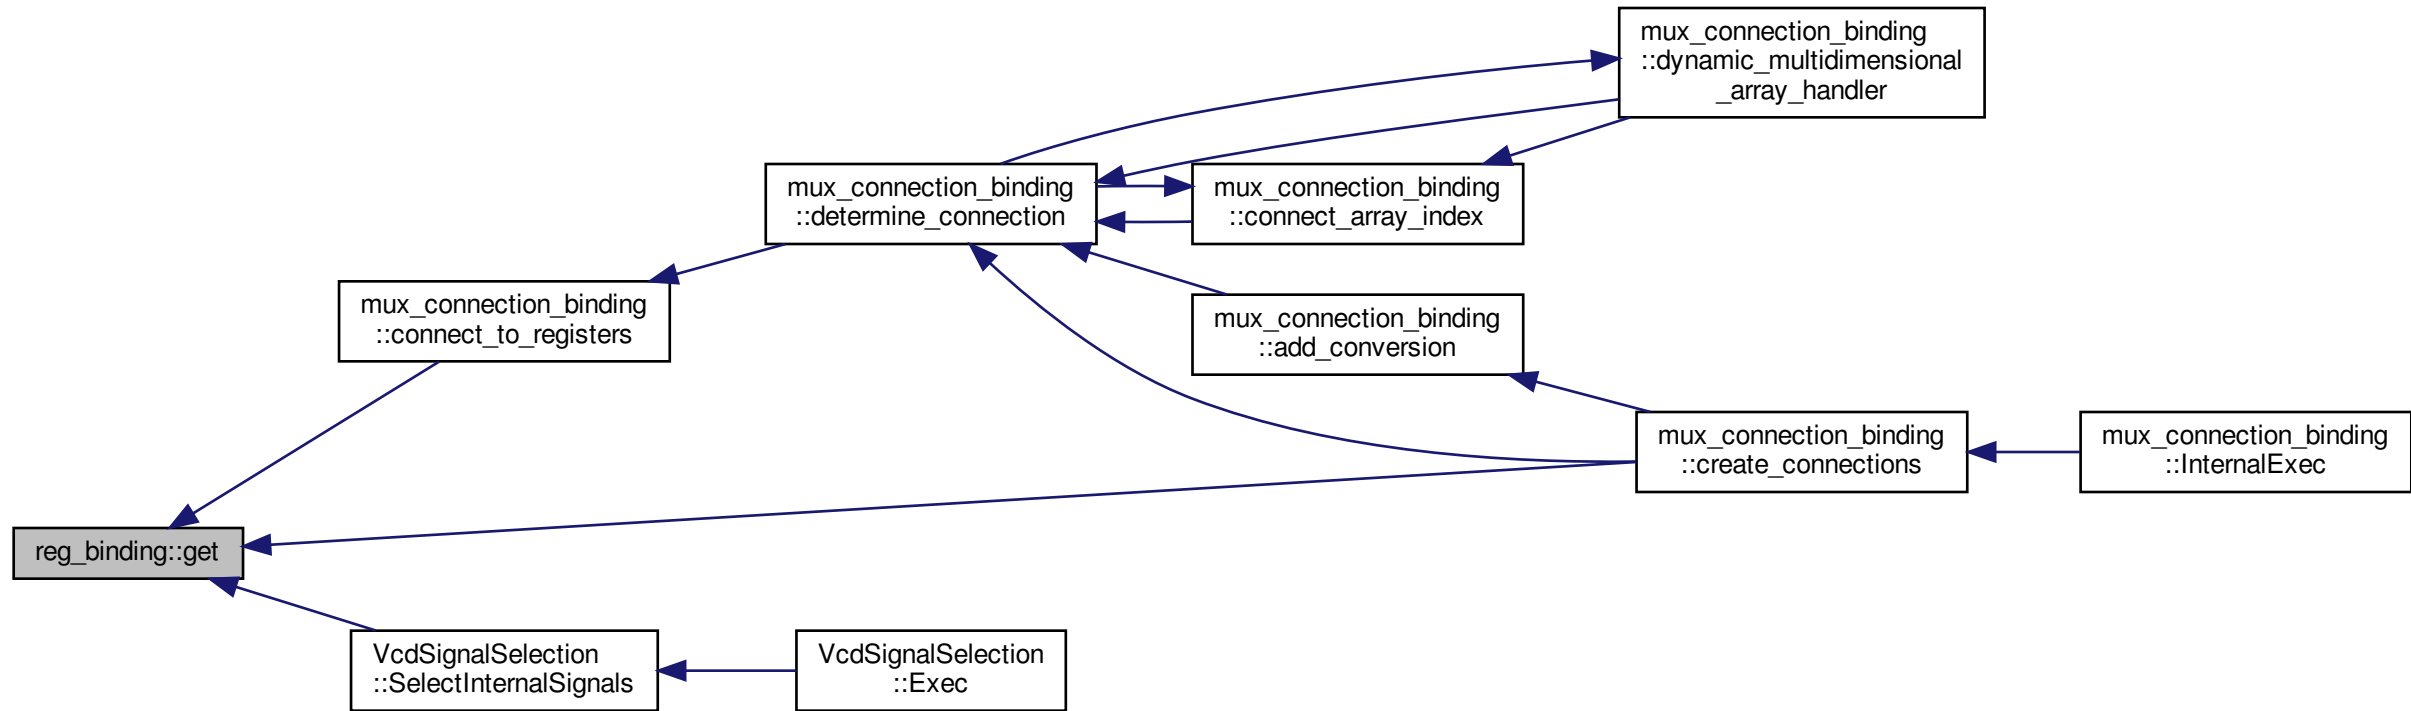 mux_connection_binding
::dynamic_multidimensional
_array_handler
mux_connection_binding
::determine_connection
mux_connection_binding
::connect_array_index
mux_connection_binding
::connect_to_registers
mux_connection_binding
::add_conversion
mux_connection_binding
::create_connections
mux_connection_binding
::InternalExec
reg_binding::get
VcdSignalSelection
::SelectInternalSignals
VcdSignalSelection
::Exec